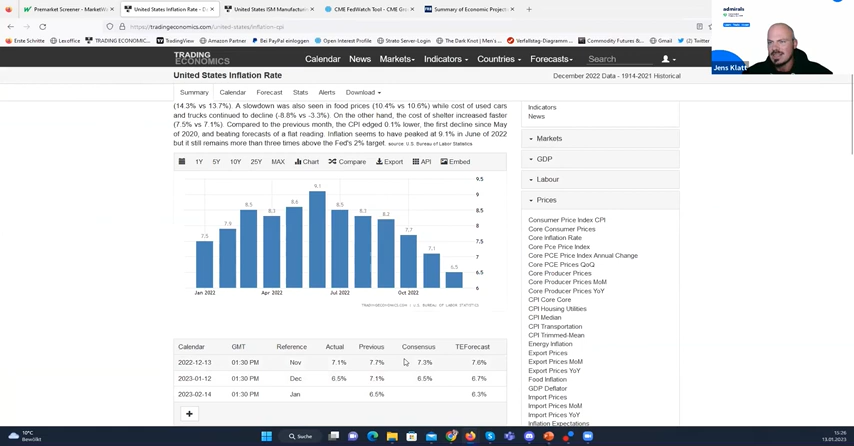 Premarket Screener - MarketW
United States Inflation Rate - D
United States ISM Manufactur
CME FedWatch Tool - CME Gro
Summary of Economic Project
https://tradingeconomics.com/united-states/inflation-cpi
Erste Schritte
Lex office
TRADING ECONOMIC
TradingView
Amazon Partner
Bei PayPal einloggen
Open Interest Profile
Strato Server-Login
The Dark Knot | Men's
Verfallstag-Diagramm
Commodity Futures &
Gmail
(2) Twitter
admirals
Jens Klatt
TRADING
ECONOMICS
Calendar News Markets Indicators Countries Forecasts Search
United States Inflation Rate
December 2022 Data - 1914-2021 Historical
Summary Calendar Forecast Stats Alerts Download
(14.3% vs 13.7%). A slowdown was also seen in food prices (10.4% vs 10.6%) while cost of used cars
and trucks continued to decline (-8.8% vs -3.3%). On the other hand, the cost of shelter increased faster
(7.5% vs 7.1%). Compared to the previous month, the CPI edged 0.1% lower, the first decline since May
of 2020, and beating forecasts of a flat reading. Inflation seems to have peaked at 9.1% in June of 2022
but it still remains more than three times above the Fed's 2% target. source: U.S. Bureau of Labor Statistics
1Y 5Y 10Y 25Y MAX Chart Compare Export API Embed
9.5
9
8.5
8
7.5
7
6.5
6
7.5
7.9
8.5
8.3
8.6
9.1
8.5
8.3
8.2
7.7
7.1
6.5
Jan 2022 Apr 2022 Jul 2022 Oct 2022
TRADINGECONOMICS.COM | U.S. BUREAU OF LABOR STATISTICS
Calendar GMT Reference Actual Previous Consensus TEForecast
2022-12-13 01:30 PM Nov 7.1% 7.7% 7.3% 7.6%
2023-01-12 01:30 PM Dec 6.5% 7.1% 6.5% 6.7%
2023-02-14 01:30 PM Jan 6.5% 6.3%
+
Indicators
News
Markets
GDP
Labour
Prices
Consumer Price Index CPI
Core Consumer Prices
Core Inflation Rate
Core Pce Price Index
Core PCE Price Index Annual Change
Core PCE Prices QoQ
Core Producer Prices
Core Producer Prices MoM
Core Producer Prices YoY
CPI Core Core
CPI Housing Utilities
CPI Median
CPI Transportation
CPI Trimmed-Mean
Energy Inflation
Export Prices
Export Prices MoM
Export Prices YoY
Food Inflation
GDP Deflator
Import Prices
Import Prices MoM
Import Prices YoY
Inflation Expectations
10°C
Bewölkt
Suche
15:26
13.01.2023